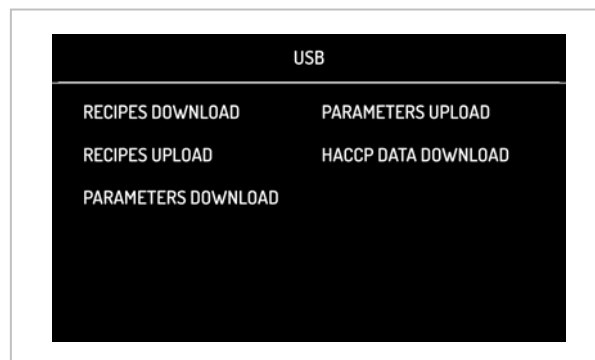 USB
RECIPES DOWNLOAD
RECIPES UPLOAD
PARAMETERS DOWNLOAD
PARAMETERS UPLOAD
HACCP DATA DOWNLOAD